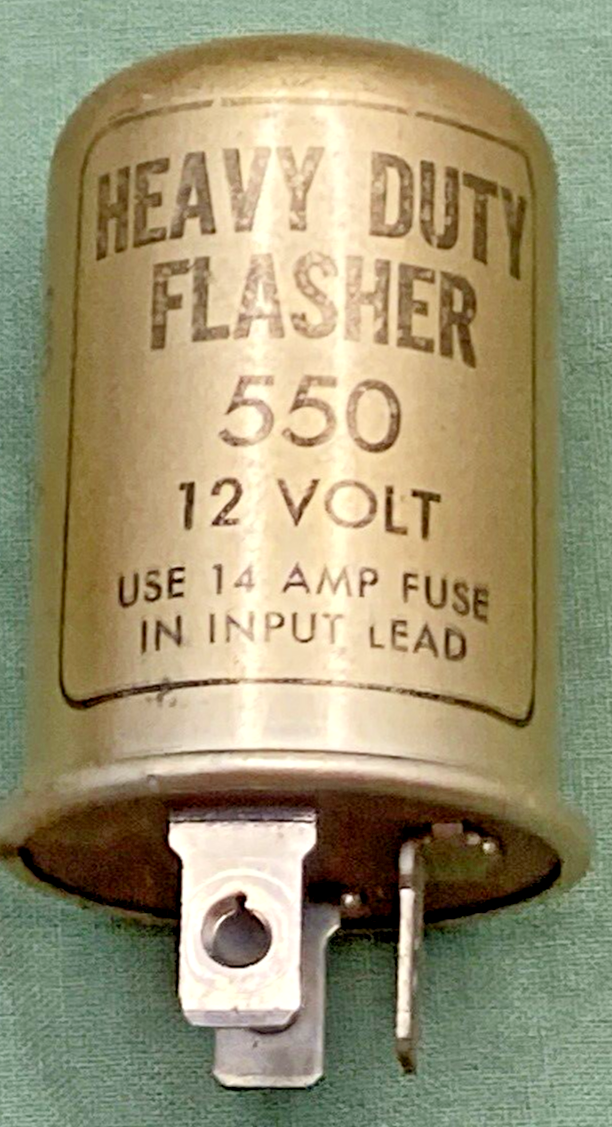 HEAVY DUTY
FLASHER
550
12 VOLT
USE 14 AMP FUSE
IN INPUT LEAD